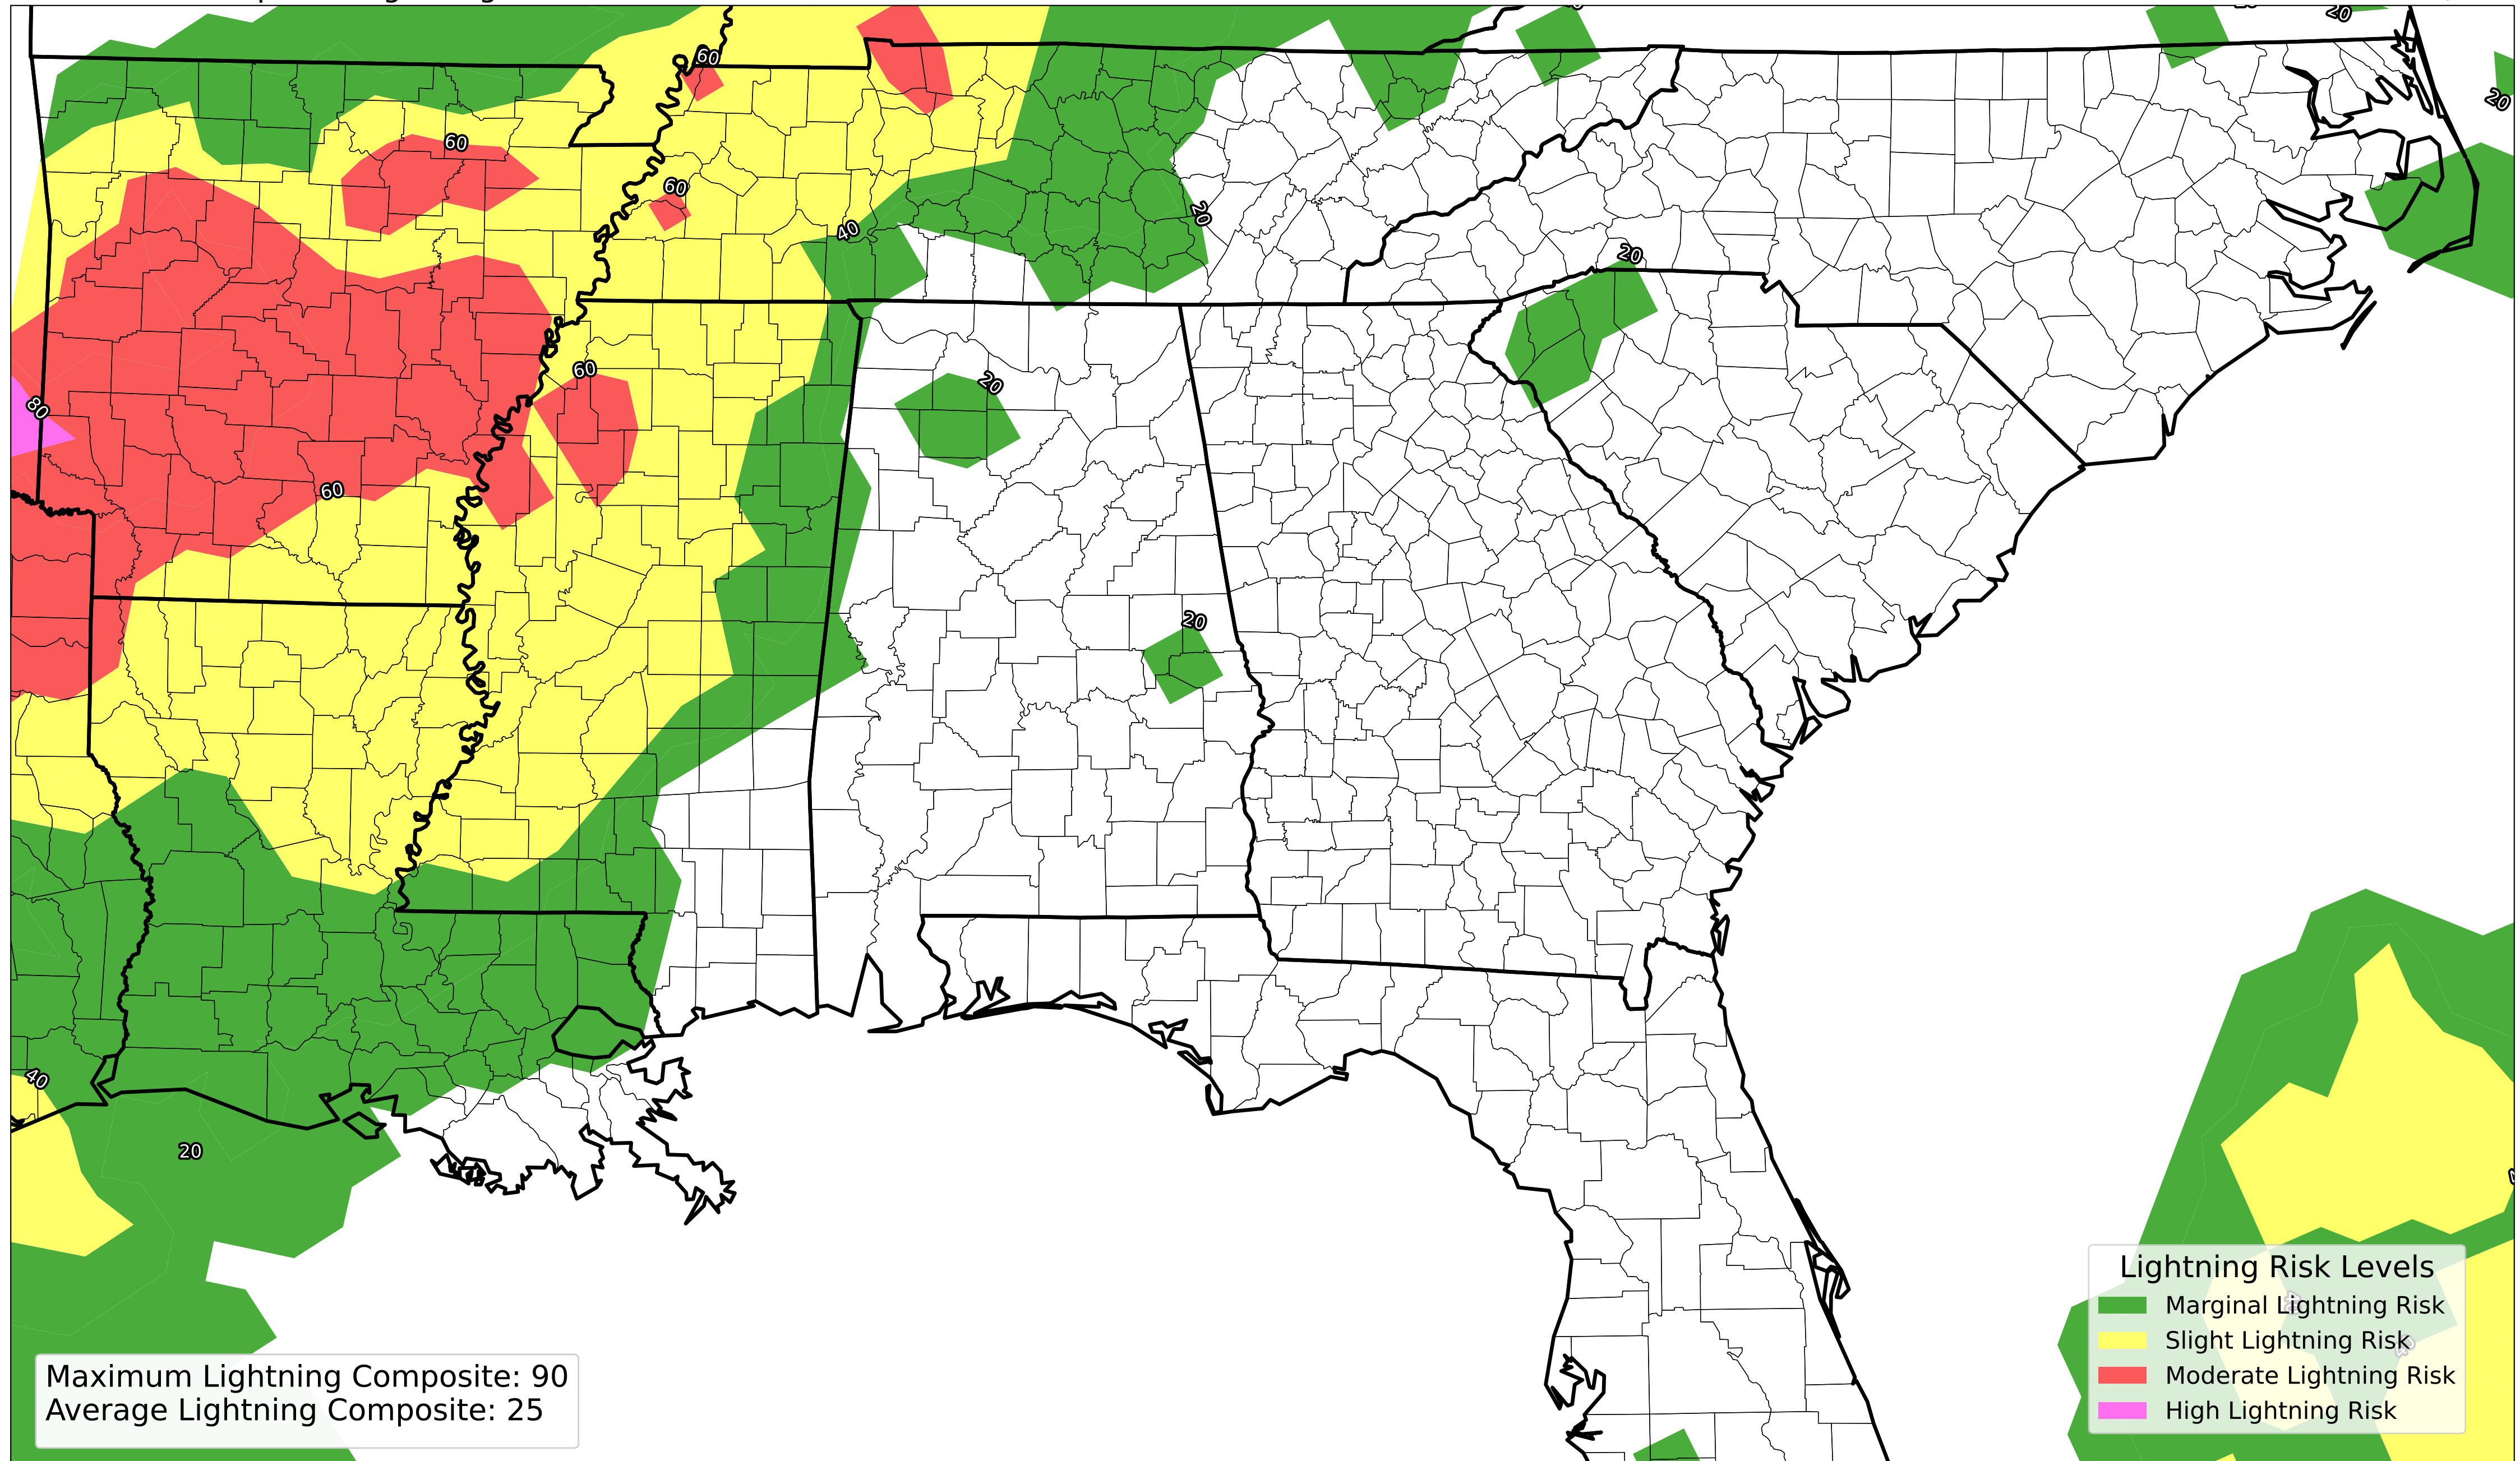 20
20
60
20
60
60
20
40
20
60
20
80
60
20
40
20
Lightning Risk Levels
Marginal Lightning Risk
Slight Lightning Risk
Moderate Lightning Risk
High Lightning Risk
Maximum Lightning Composite: 90
Average Lightning Composite: 25